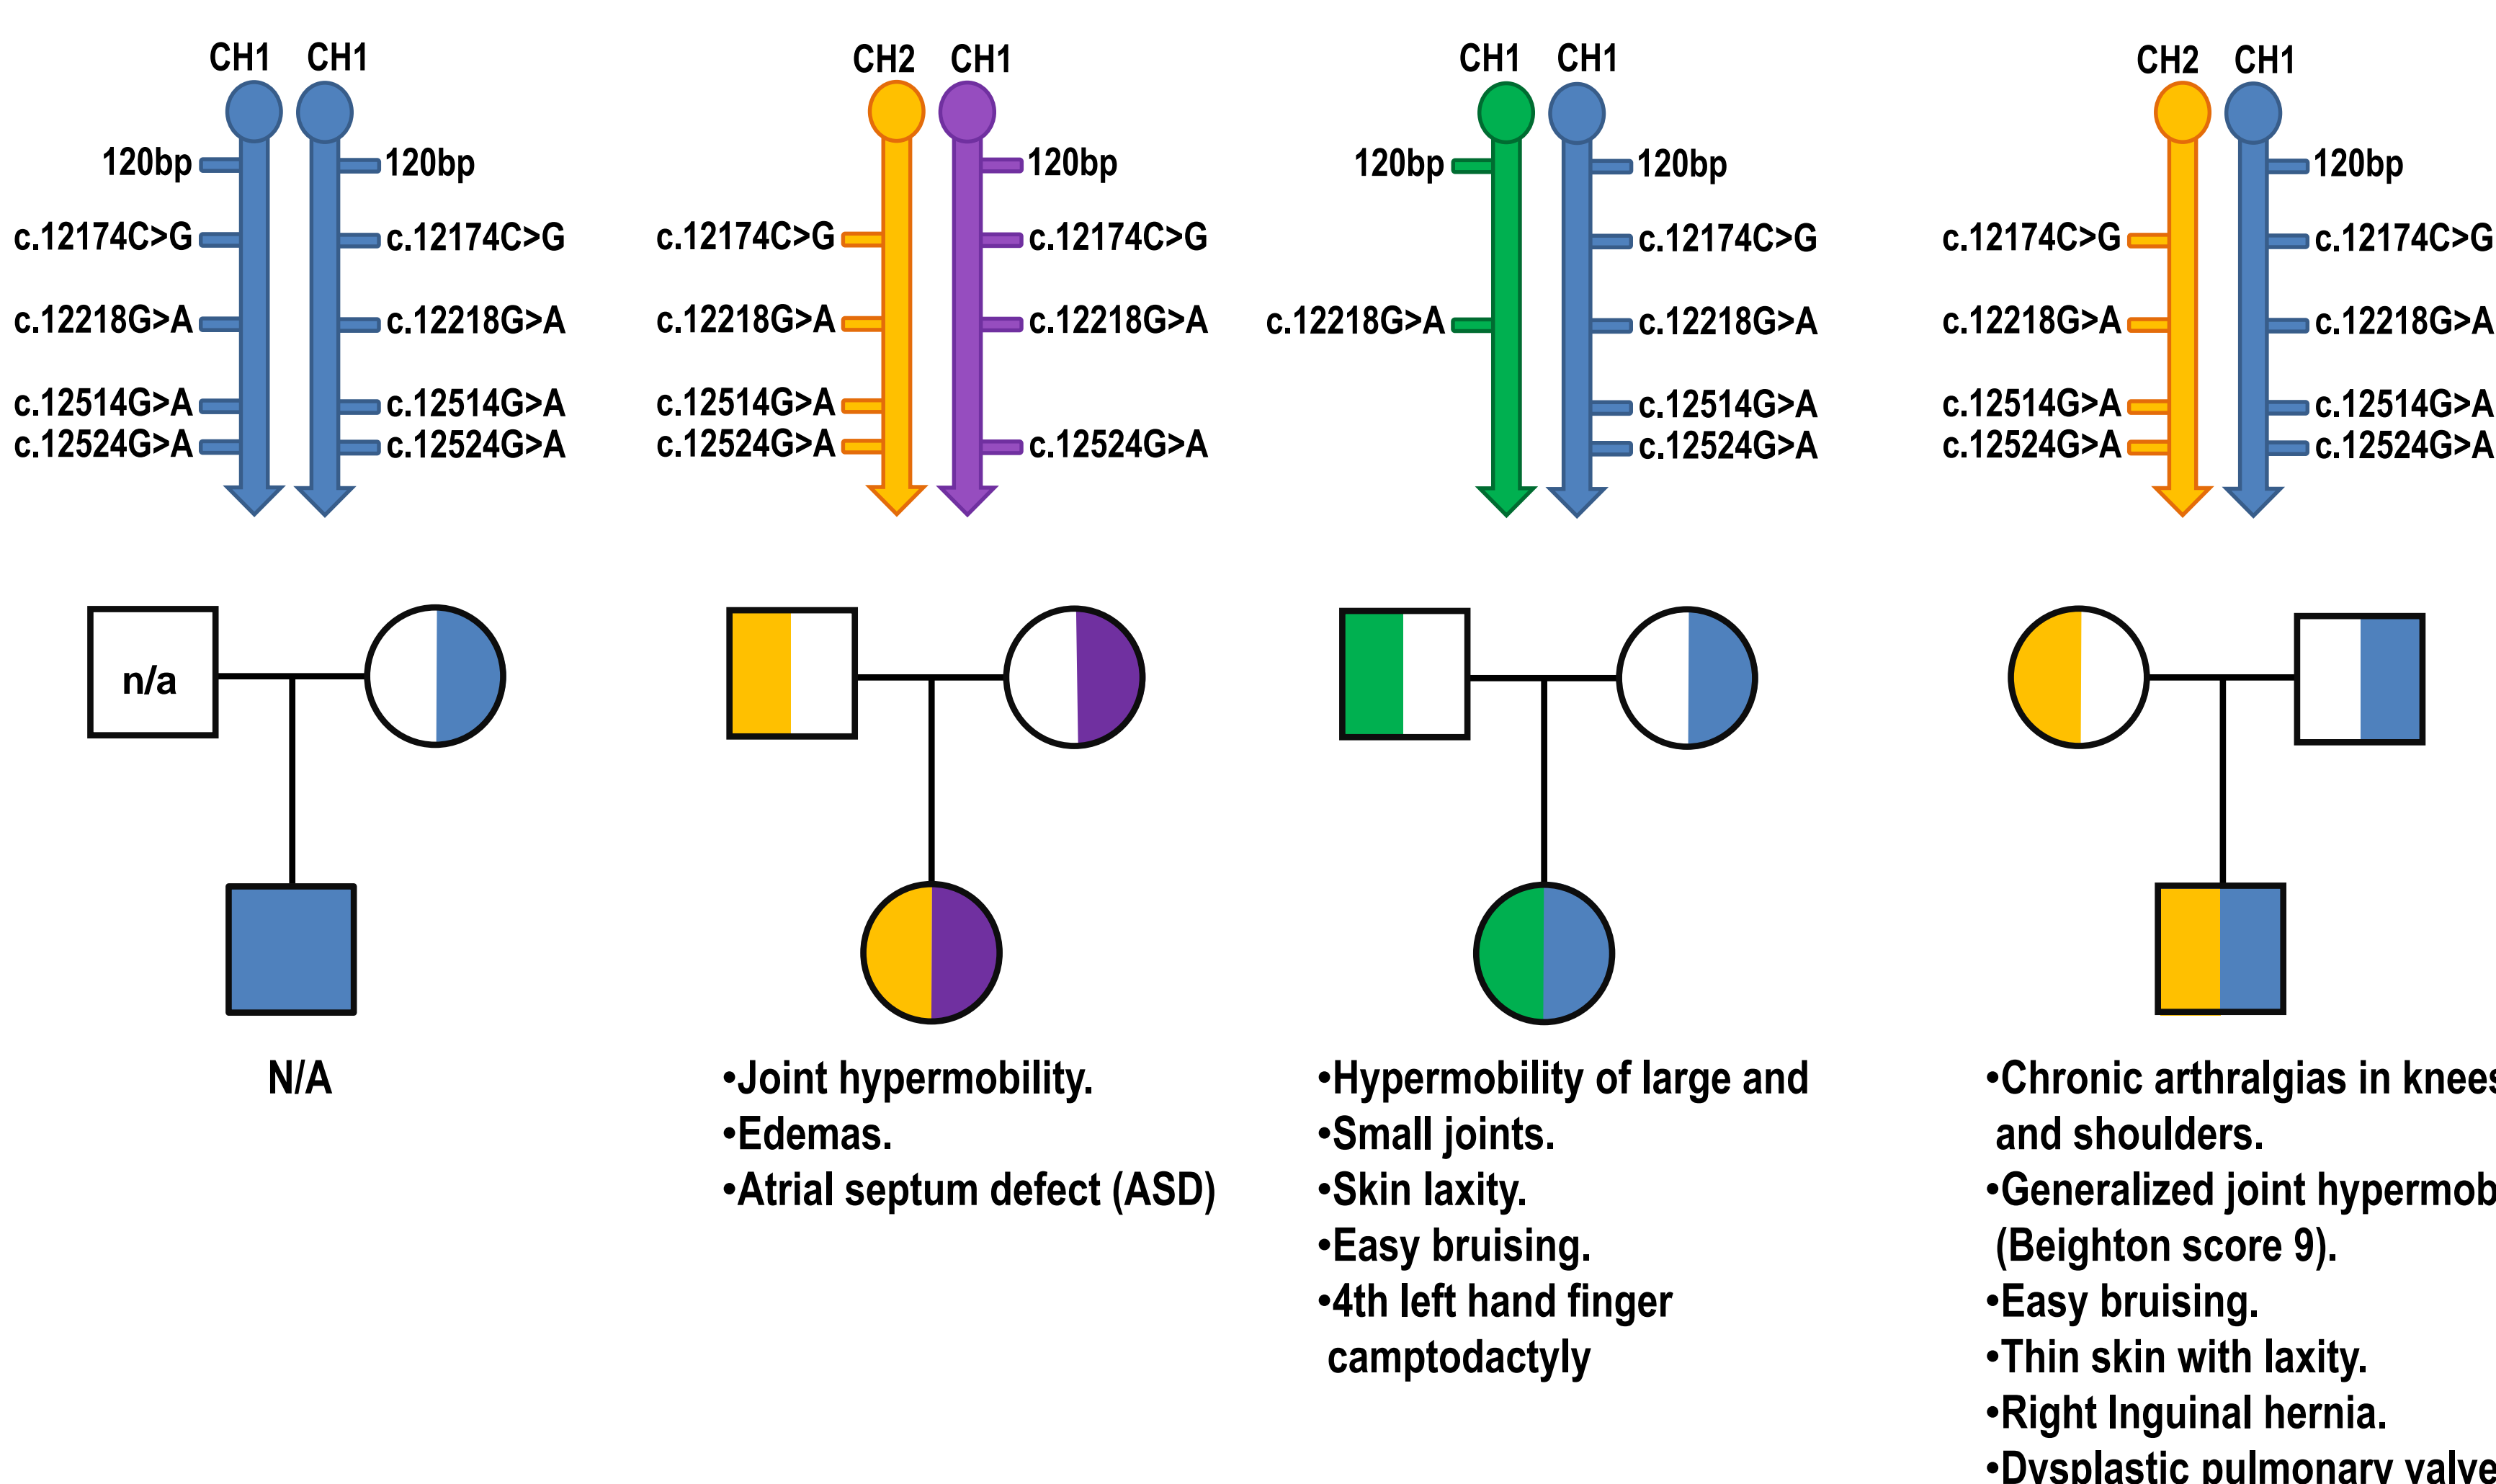 CH1 CH1
120bp 120bp
c.12174C>G c.12174C>G
c.12218G>A c.12218G>A
c.12514G>A c.12514G>A
c.12524G>A c.12524G>A
CH2 CH1
120bp
c.12174C>G c.12174C>G
c.12218G>A c.12218G>A
c.12514G>A
c.12524G>A c.12524G>A
CH1 CH1
120bp 120bp
c.12174C>G
c.12218G>A c.12218G>A
c.12514G>A
c.12524G>A
CH2 CH1
120bp
c.12174C>G c.12174C>G
c.12218G>A c.12218G>A
c.12514G>A c.12514G>A
c.12524G>A c.12524G>A
n/a
N/A
•Joint hypermobility.
•Edemas.
•Atrial septum defect (ASD)
•Hypermobility of large and
•Small joints.
•Skin laxity.
•Easy bruising.
•4th left hand finger
camptodactyly
•Chronic arthralgias in knees
and shoulders.
•Generalized joint hypermob
(Beighton score 9).
•Easy bruising.
•Thin skin with laxity.
•Right Inguinal hernia.
•Dysplastic pulmonary valve